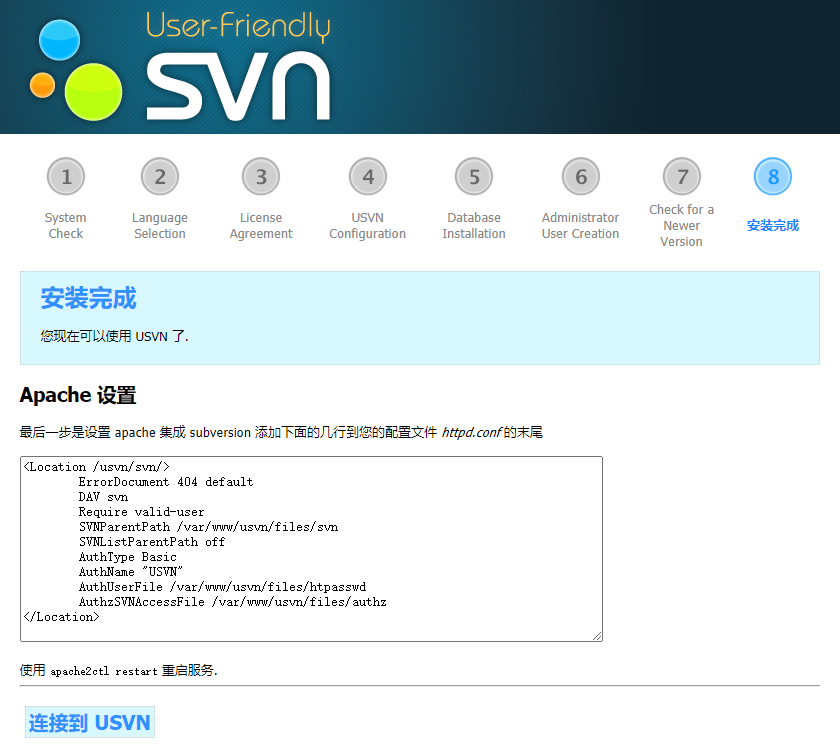 User-Friendly
SVN
1 2 3 4 5 6 7 8
System Check
Language Selection
License Agreement
USVN Configuration
Database Installation
Administrator User Creation
Check for a Newer Version
安装完成
安装完成
您现在可以使用 USVN 了.
Apache 设置
最后一步是设置 apache 集成 subversion 添加下面的几行到您的配置文件 httpd.conf 的末尾
<Location /usvn/svn/>
ErrorDocument 404 default
DAV svn
Require valid-user
SVNParentPath /var/www/usvn/files/svn
SVNListParentPath off
AuthType Basic
AuthName "USVN"
AuthUserFile /var/www/usvn/files/htpasswd
AuthzSVNAccessFile /var/www/usvn/files/authz
</Location>
使用 apache2ctl restart 重启服务.
连接到 USVN